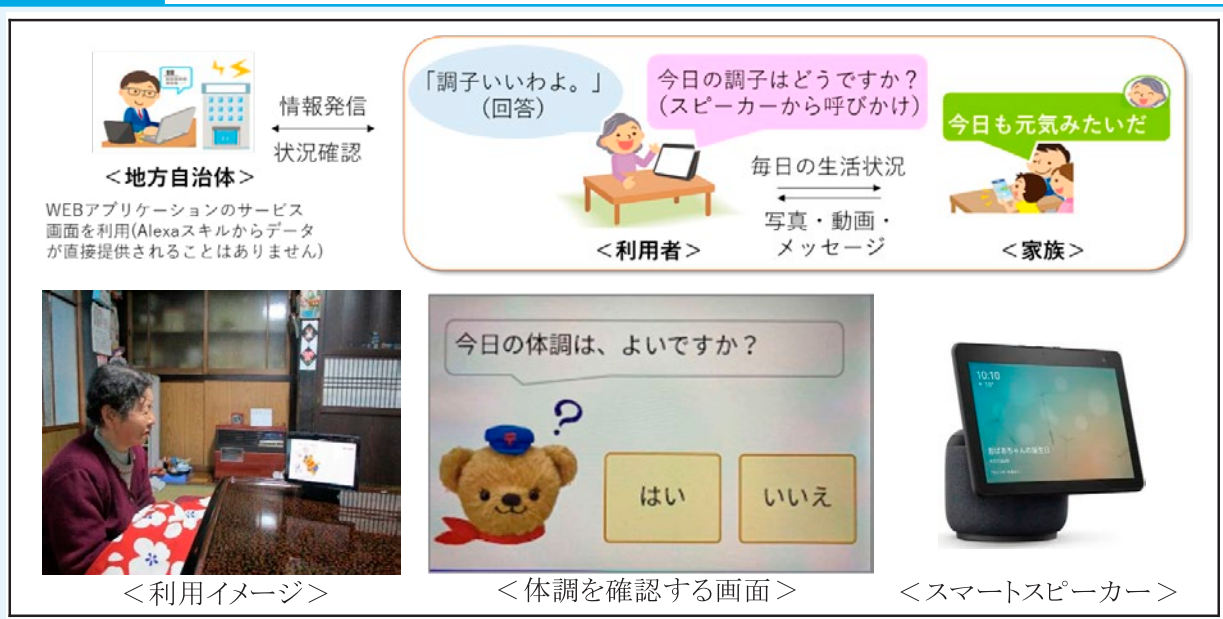 情報発信
状況確認
<地方自治体>
WEBアプリケーションのサービス
画面を利用(Alexaスキルからデータ
が直接提供されることはありません)
「調子いいわよ。」
(回答)
今日の調子はどうですか？
(スピーカーから呼びかけ)
<利用者>
毎日の生活状況
写真・動画・
メッセージ
今日も元気みたいだ
<家族>
今日の体調は、よいですか？
?
はい
いいえ
10:10
<利用イメージ>
<体調を確認する画面>
<スマートスピーカー>